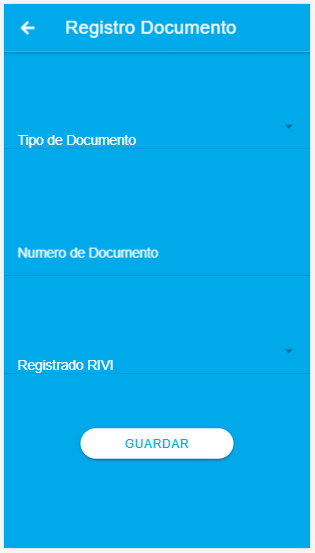 Registro Documento
Tipo de Documento
Numero de Documento
Registrado RIVI
GUARDAR